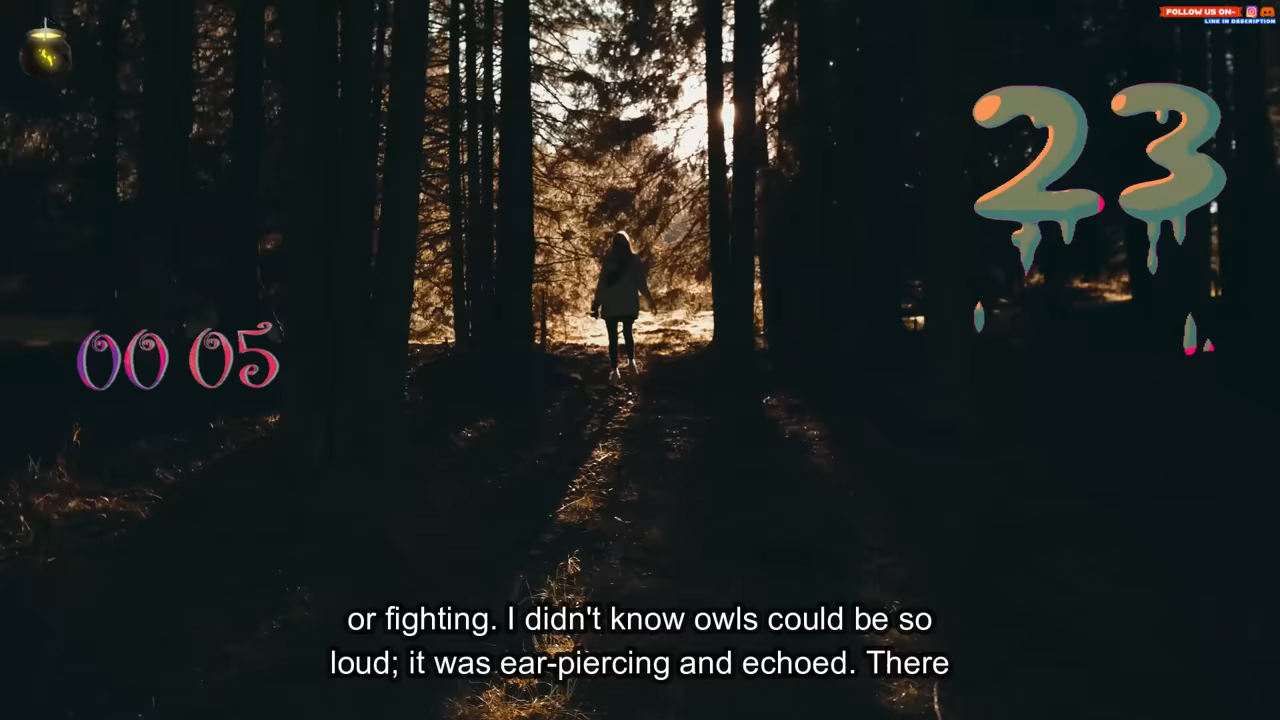 FOLLOW US ON-
LINK IN DESCRIPTION
23
00 05
or fighting. I didn't know owls could be so
loud; it was ear-piercing and echoed. There